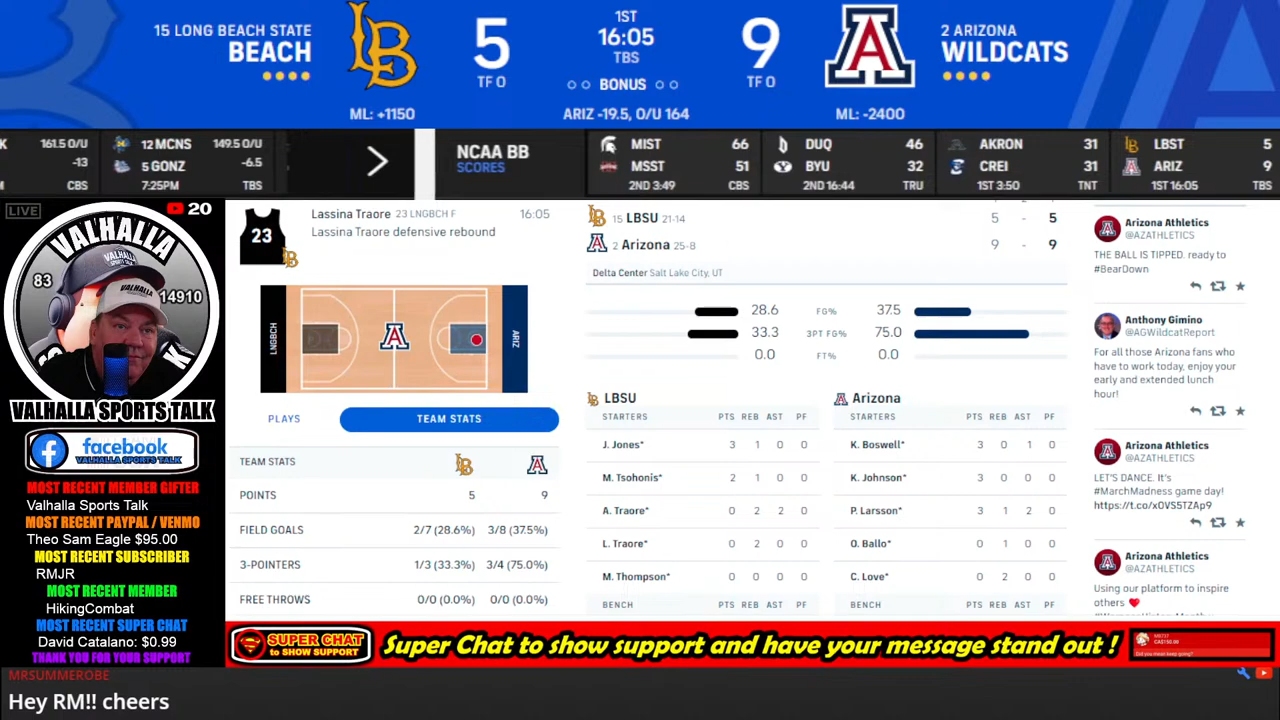 15 LONG BEACH STATE
BEACH
ML: +1150
5
TF 0
1ST
16:05
TBS
BONUS
ARIZ -19.5, O/U 164
9
TF 0
ML: -2400
2 ARIZONA
WILDCATS
K 161.5 O/U
-13
CBS
12 MCNS 149.5 O/U
5 GONZ -6.5
7:25PM TBS
NCAA BB
SCORES
MIST 66
MSST 51
2ND 3:49 CBS
DUQ 46
BYU 32
2ND 16:44 TRU
AKRON 31
CREI 31
1ST 3:50 TNT
LBST 5
ARIZ 9
1ST 16:05 TBS
LIVE
20
VALHALLA
83
14910
VALHALLA
VALHALLA SPORTS TALK
facebook
VALHALLA SPORTS TALK
MOST RECENT MEMBER GIFTER
Valhalla Sports Talk
MOST RECENT PAYPAL / VENMO
Theo Sam Eagle $95.00
MOST RECENT SUBSCRIBER
RMJR
MOST RECENT MEMBER
HikingCombat
MOST RECENT SUPER CHAT
David Catalano: $0.99
THANK YOU FOR YOUR SUPPORT
23
Lassina Traore 23 LNGBCH F 16:05
Lassina Traore defensive rebound
LNGBCH
ARIZ
PLAYS TEAM STATS
TEAM STATS
POINTS 5 9
FIELD GOALS 2/7 (28.6%) 3/8 (37.5%)
3-POINTERS 1/3 (33.3%) 3/4 (75.0%)
FREE THROWS 0/0 (0.0%) 0/0 (0.0%)
15 LBSU 21-14 5 - 5
2 Arizona 25-8 9 - 9
Delta Center Salt Lake City, UT
28.6 FG% 37.5
33.3 3PT FG% 75.0
0.0 FT% 0.0
LBSU
STARTERS PTS REB AST PF
J. Jones* 3 1 0 0
M. Tsohonis* 2 1 0 0
A. Traore* 0 2 2 0
L. Traore* 0 2 0 0
M. Thompson* 0 0 0 0
BENCH PTS REB AST PF
Arizona
STARTERS PTS REB AST PF
K. Boswell* 3 0 1 0
K. Johnson* 3 0 0 0
P. Larsson* 3 1 2 0
O. Ballo* 0 1 0 0
C. Love* 0 2 0 0
BENCH PTS REB AST PF
Arizona Athletics
@AZATHLETICS
THE BALL IS TIPPED. ready to
#BearDown
Anthony Gimino
@AGWildcatReport
For all those Arizona fans who
have to work today, enjoy your
early and extended lunch
hour!
Arizona Athletics
@AZATHLETICS
LET'S DANCE. It's
#MarchMadness game day!
https://t.co/xOVS5TZAp9
Arizona Athletics
@AZATHLETICS
Using our platform to inspire
others
SUPER CHAT
to SHOW SUPPORT
Super Chat to show support and have your message stand out !
MRSUMMEROBE
Hey RM!! cheers